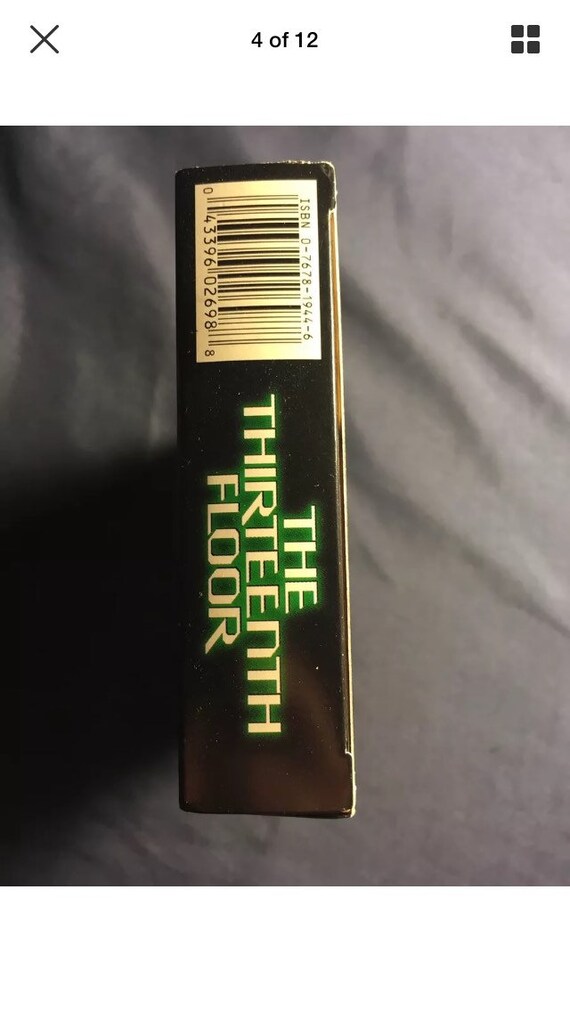 4 of 12
ISBN 0-7678-1944-6
0 43396 02698 8
THE
THIRTEENTH
FLOOR